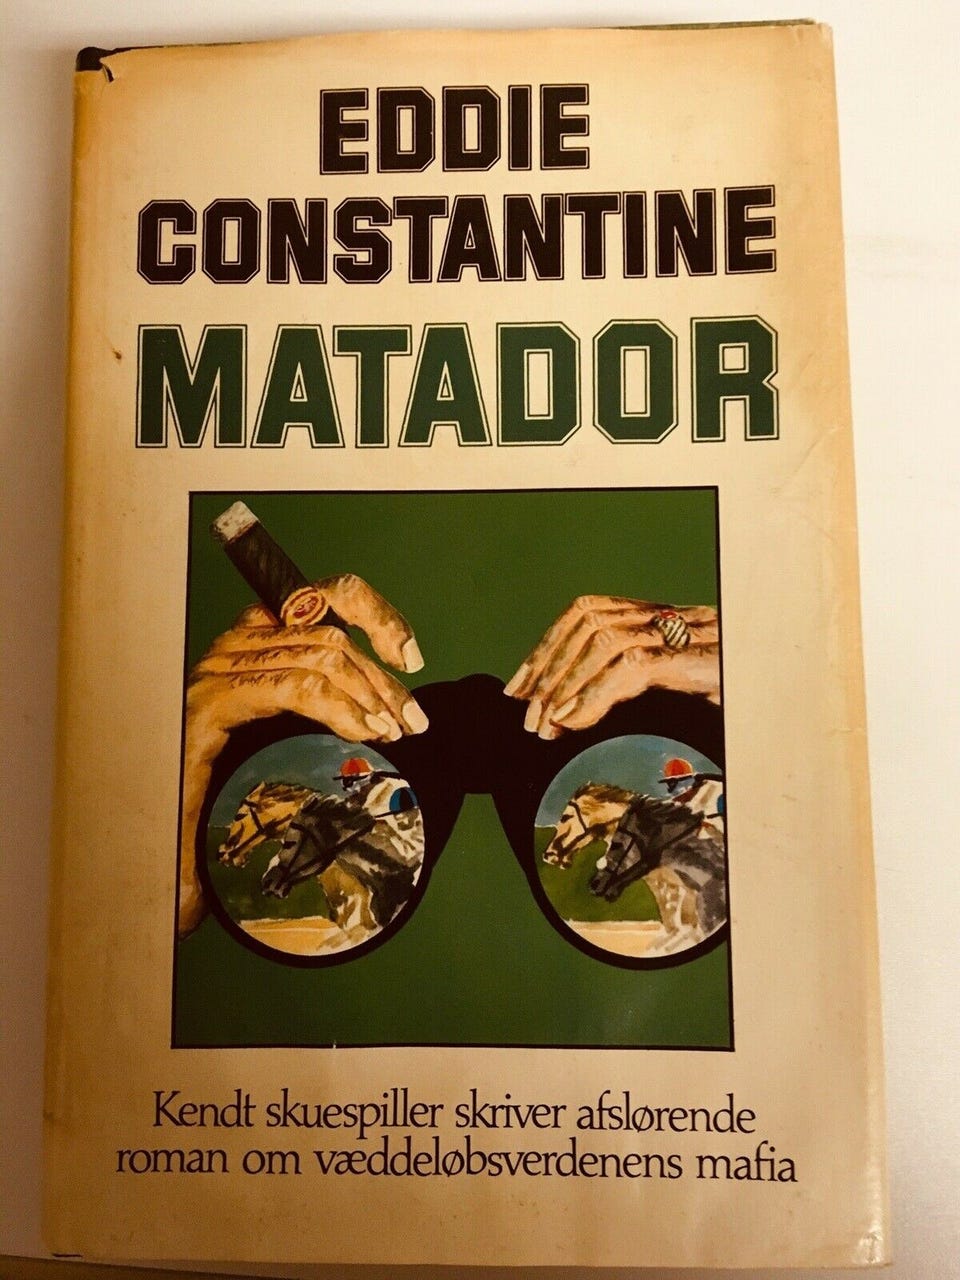 EDDIE
CONSTANTINE
MATADOR
Kendt skuespiller skriver afslørende
roman om væddeløbsverdenens mafia